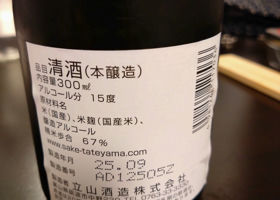 品目 清酒(本醸造)
内容量300㎖
アルコール分 15度
原材料名
米(国産)、米麹(国産米)、
醸造アルコール
精米歩合 67%
www.sake-tateyama.com
製造年月 25.09
製造番号 AD12505Z
立山酒造株式会社